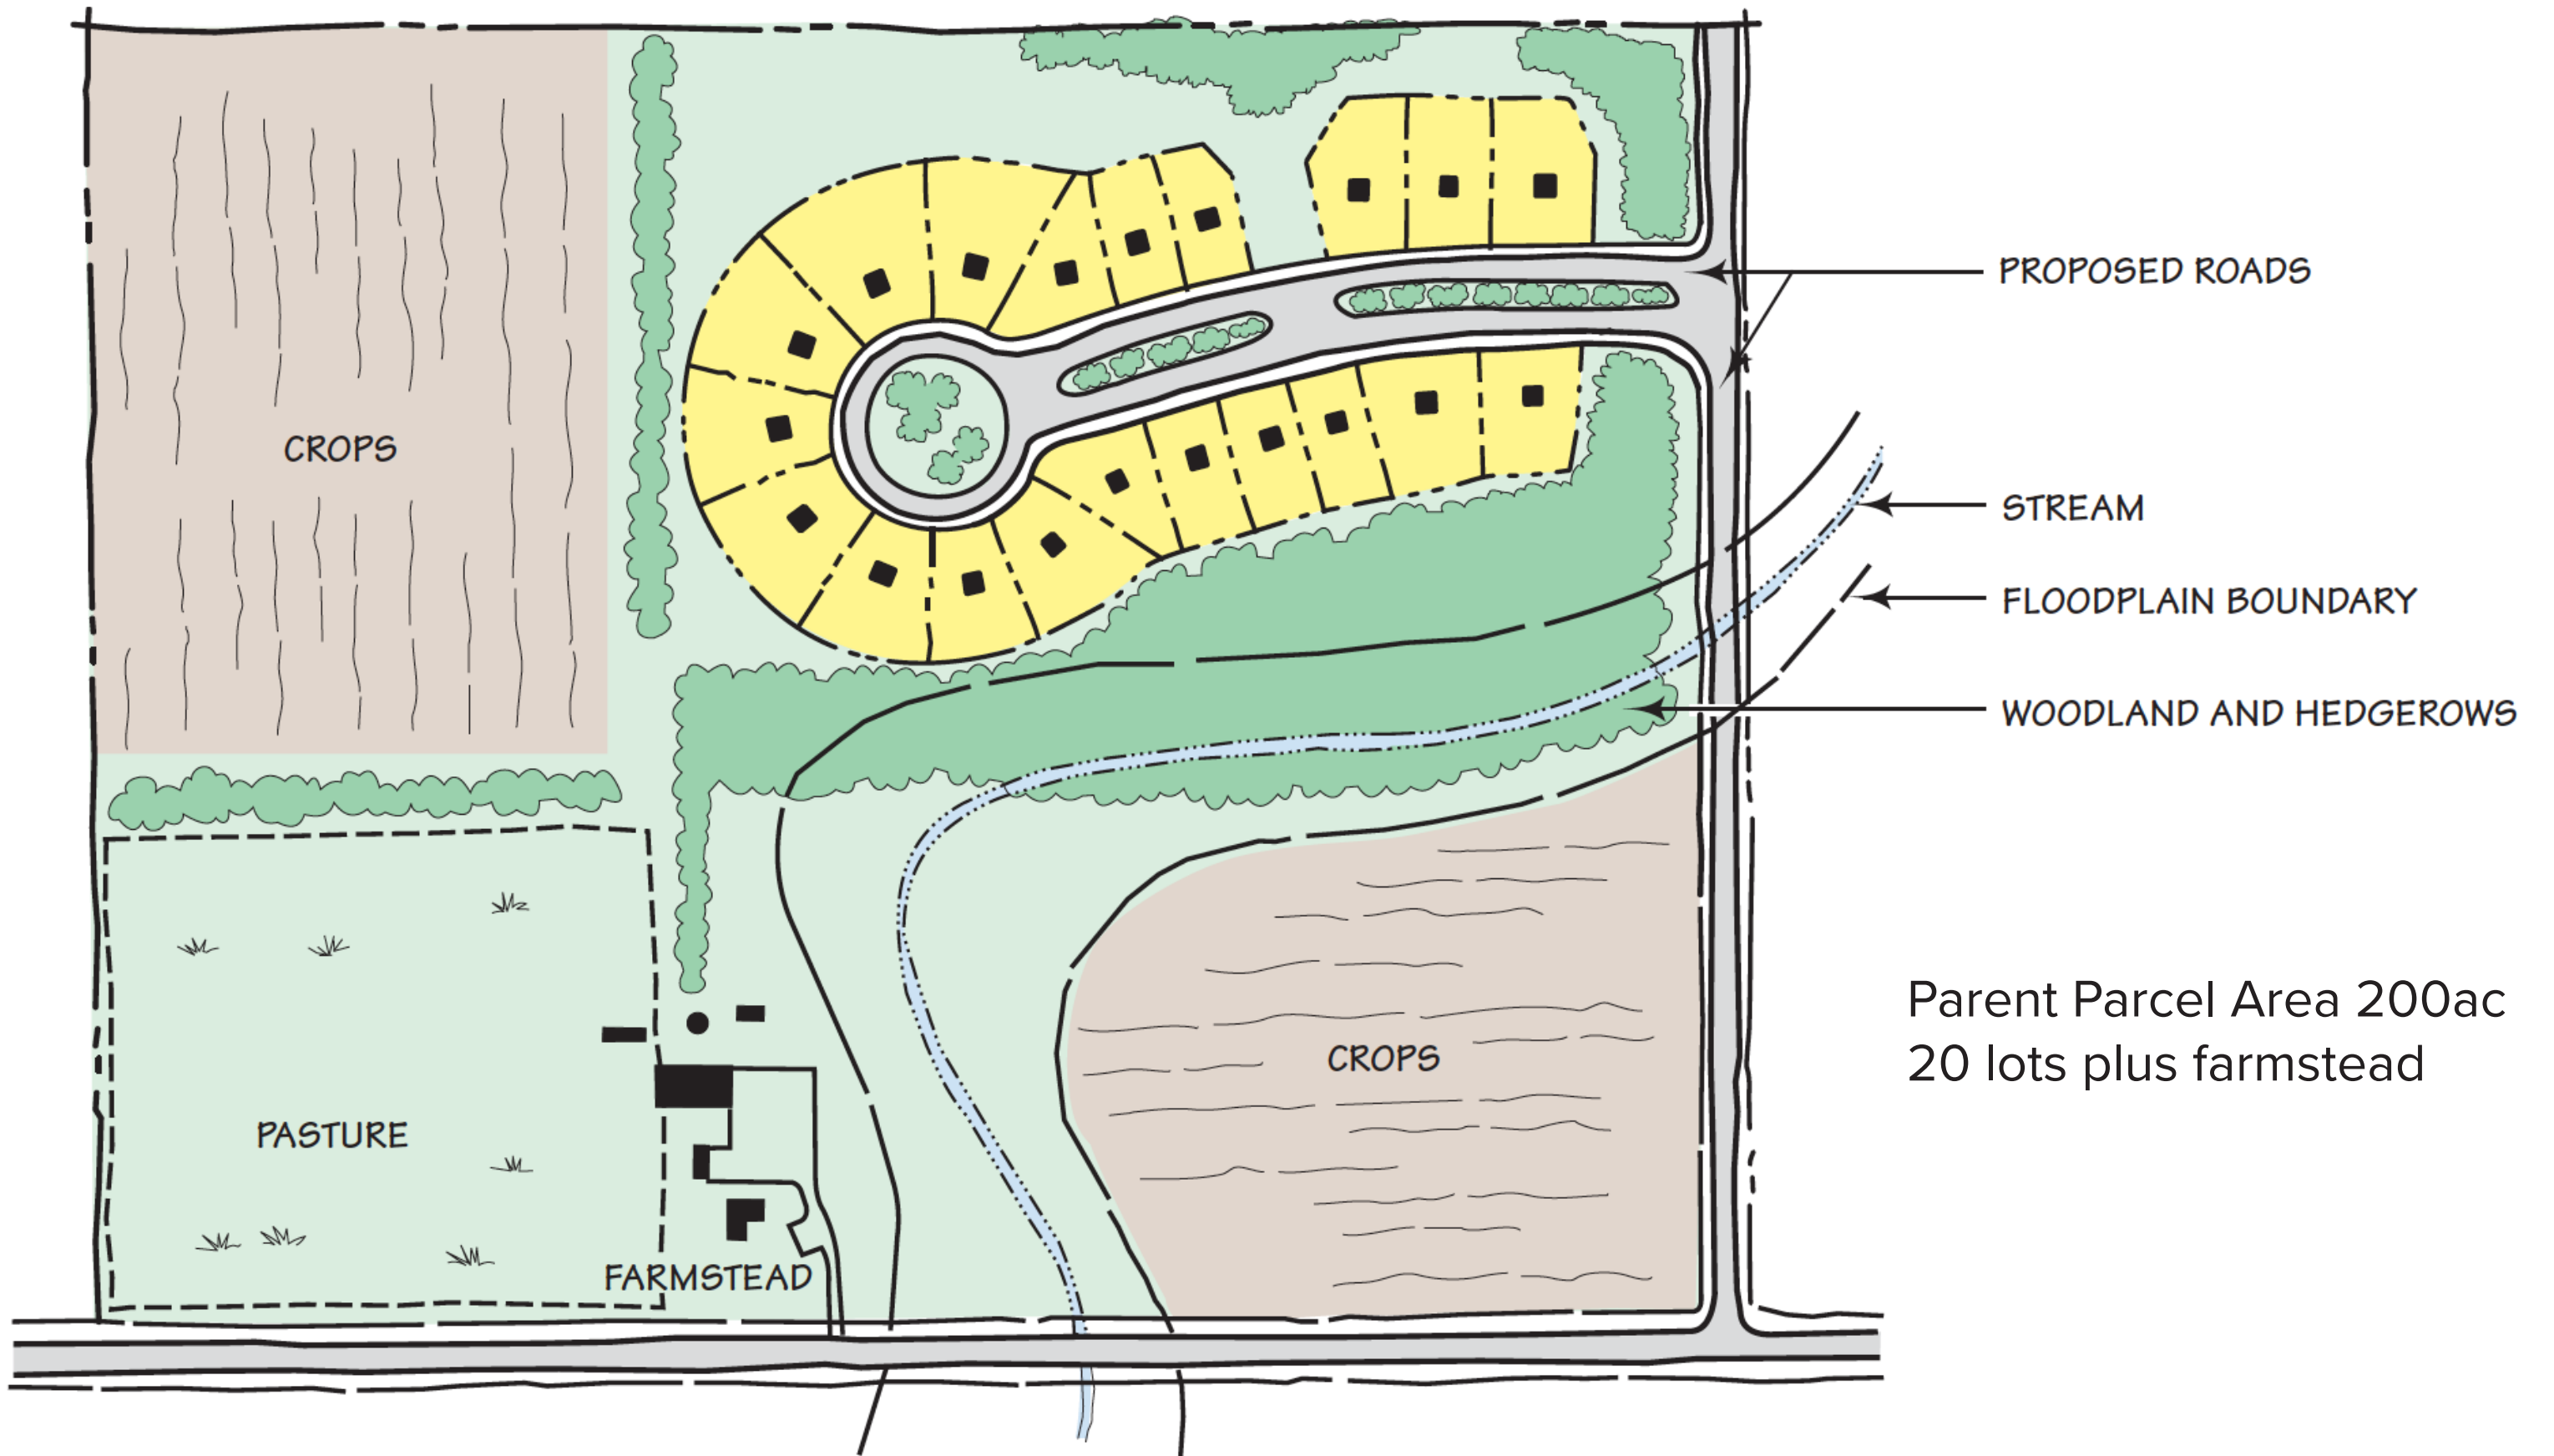 PROPOSED ROADS
CROPS
STREAM
FLOODPLAIN BOUNDARY
WOODLAND AND HEDGEROWS
Parent Parcel Area 200ac
20 lots plus farmstead
CROPS
PASTURE
FARMSTEAD